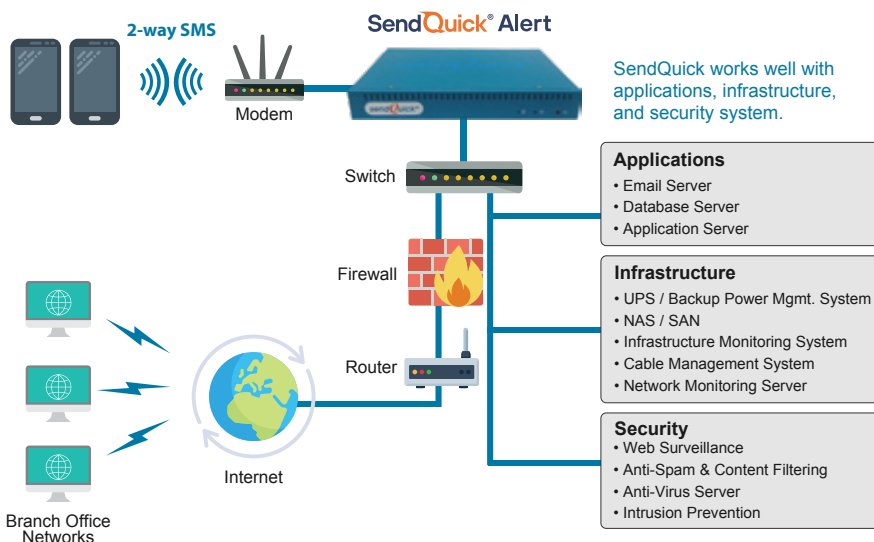 2-way SMS
SendQuick® Alert
Modem
sendQuick
SendQuick works well with
applications, infrastructure,
and security system.
Switch
Applications
• Email Server
• Database Server
• Application Server
Firewall
Infrastructure
• UPS / Backup Power Mgmt. System
• NAS / SAN
• Infrastructure Monitoring System
• Cable Management System
• Network Monitoring Server
Router
Security
• Web Surveillance
• Anti-Spam & Content Filtering
• Anti-Virus Server
• Intrusion Prevention
Internet
Branch Office
Networks